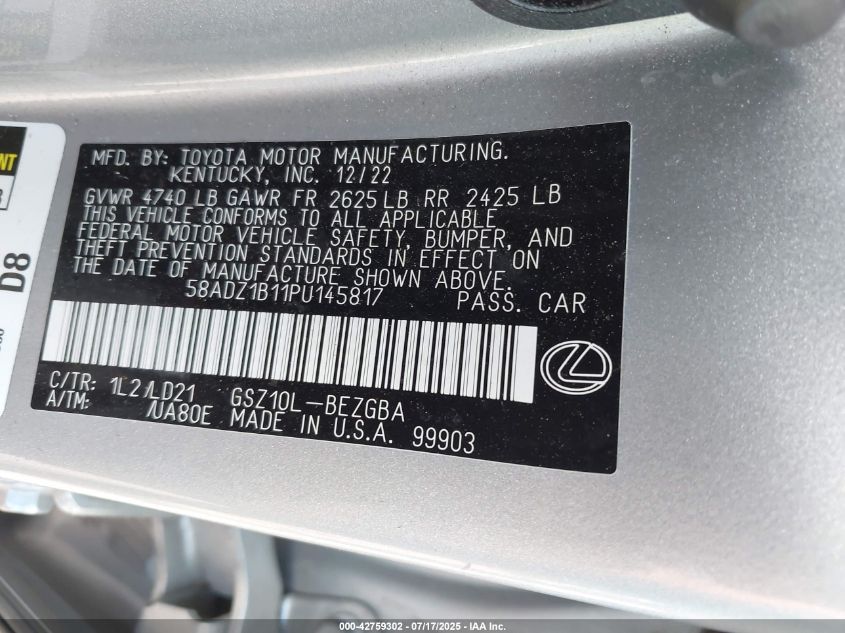 NT
D8
MFD. BY: TOYOTA MOTOR MANUFACTURING.
KENTUCKY, INC. 12/22
GVWR 4740 LB GAWR FR 2625 LB RR 2425 LB
THIS VEHICLE CONFORMS TO ALL APPLICABLE
FEDERAL MOTOR VEHICLE SAFETY, BUMPER, AND
THEFT PREVENTION STANDARDS IN EFFECT ON
THE DATE OF MANUFACTURE SHOWN ABOVE.
58ADZ1B11PU145817 PASS. CAR
C/TR: 1L2/LD21 GSZ10L-BEZGBA
A/TM: /UA80E MADE IN U.S.A. 99903
000-42759302 - 07/17/2025 - IAA Inc.